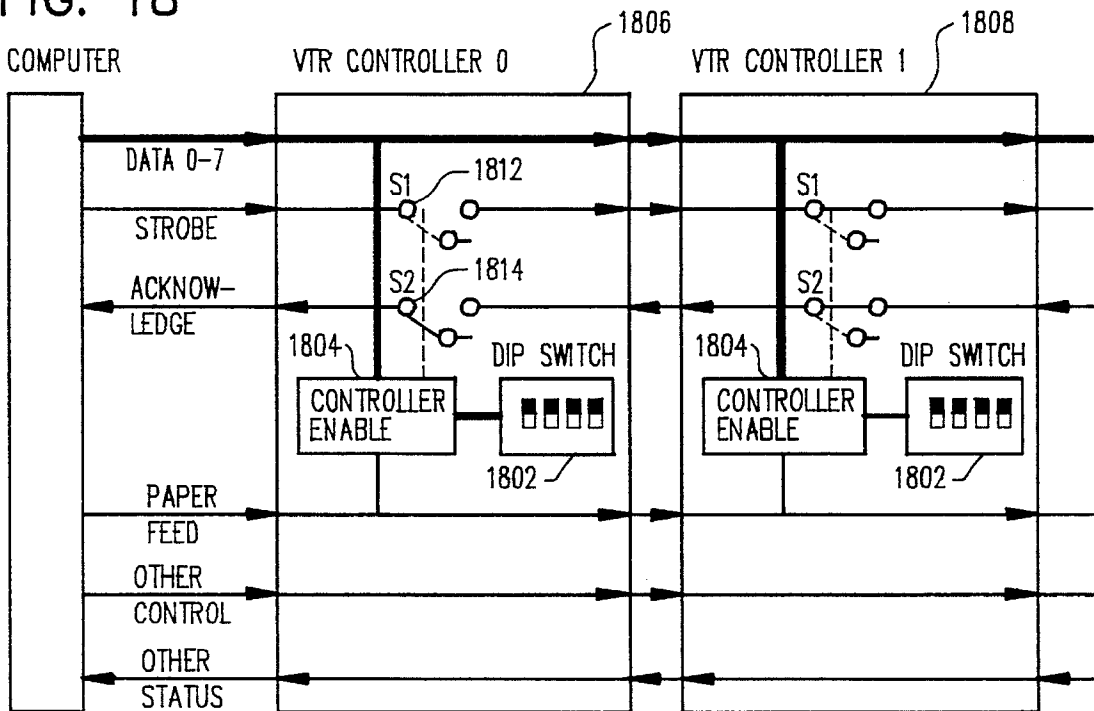 FIG. 18
1806
1808
COMPUTER
VTR CONTROLLER 0
VTR CONTROLLER 1
DATA 0-7
S1
1812
S1
STROBE
ACKNOW-
LEDGE
S2
1814
S2
1804
DIP SWITCH
1804
DIP SWITCH
CONTROLLER
ENABLE
CONTROLLER
ENABLE
1802
1802
PAPER
FEED
OTHER
CONTROL
OTHER
STATUS